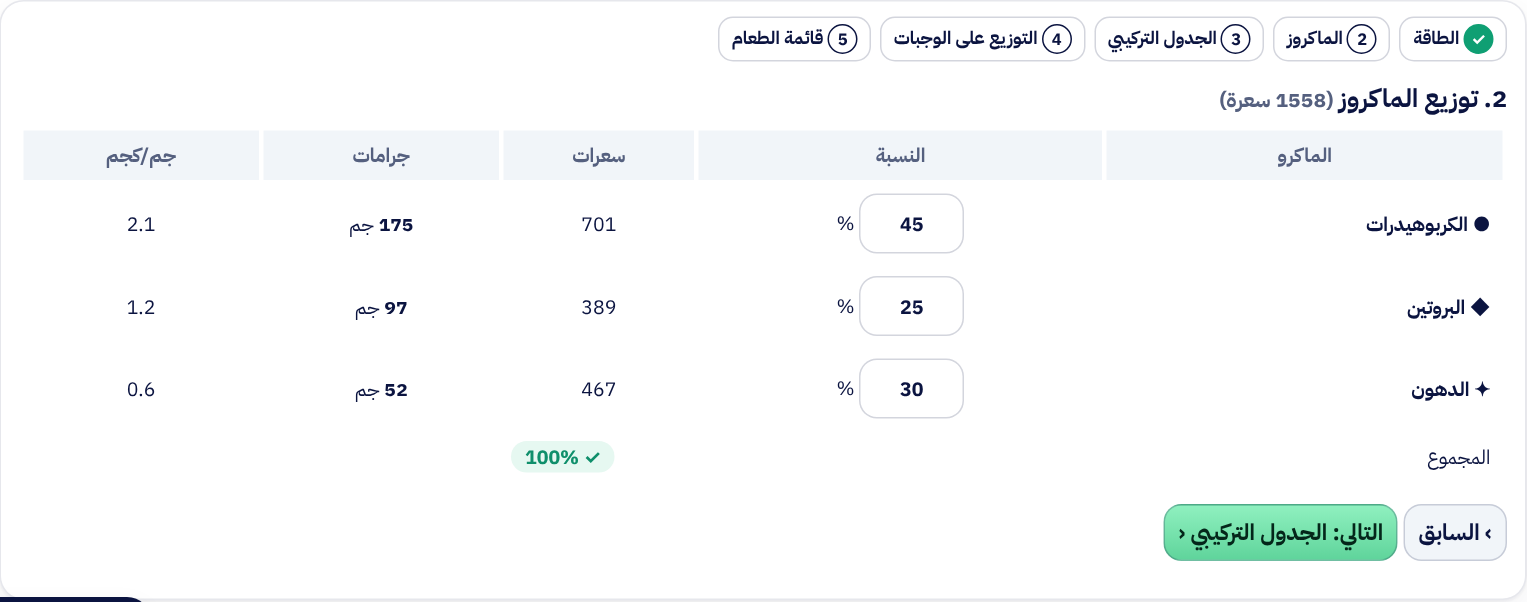 الطاقة 2 الماكروز 3 الجدول التركيبي 4 التوزيع على الوجبات 5 قائمة الطعام
2. توزيع الماكروز (1558 سعرة)
الماكرو النسبة سعرات جرامات جم/كجم
الكربوهيدرات 45 % 701 175 جم 2.1
البروتين 25 % 389 97 جم 1.2
الدهون 30 % 467 52 جم 0.6
المجموع 100%
› السابق التالي: الجدول التركيبي ‹